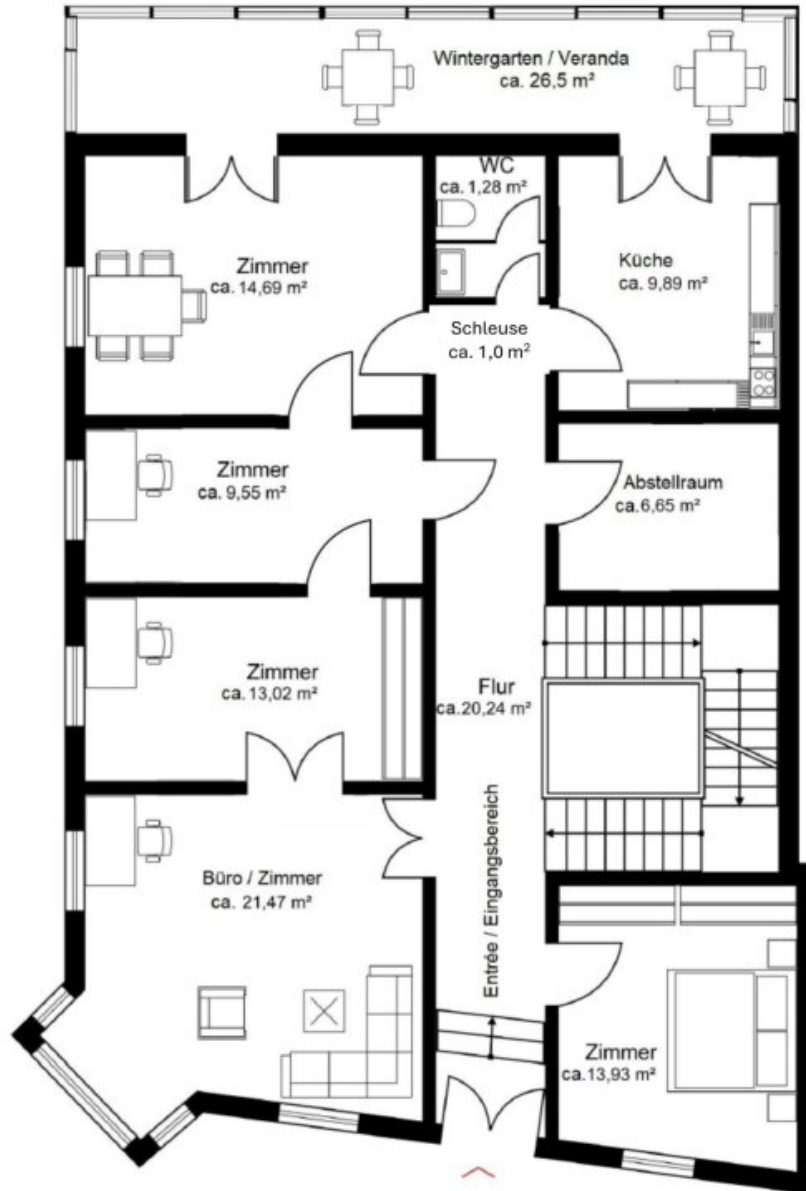 Wintergarten / Veranda
ca. 26,5 m²
WC
ca. 1,28 m²
Zimmer
ca. 14,69 m²
Küche
ca. 9,89 m²
Schleuse
ca. 1,0 m²
Zimmer
ca. 9,55 m²
Abstellraum
ca.6,65 m²
Zimmer
ca. 13,02 m²
Flur
ca.20,24 m²
Entrée / Eingangsbereich
Büro / Zimmer
ca. 21,47 m²
Zimmer
ca.13,93 m²